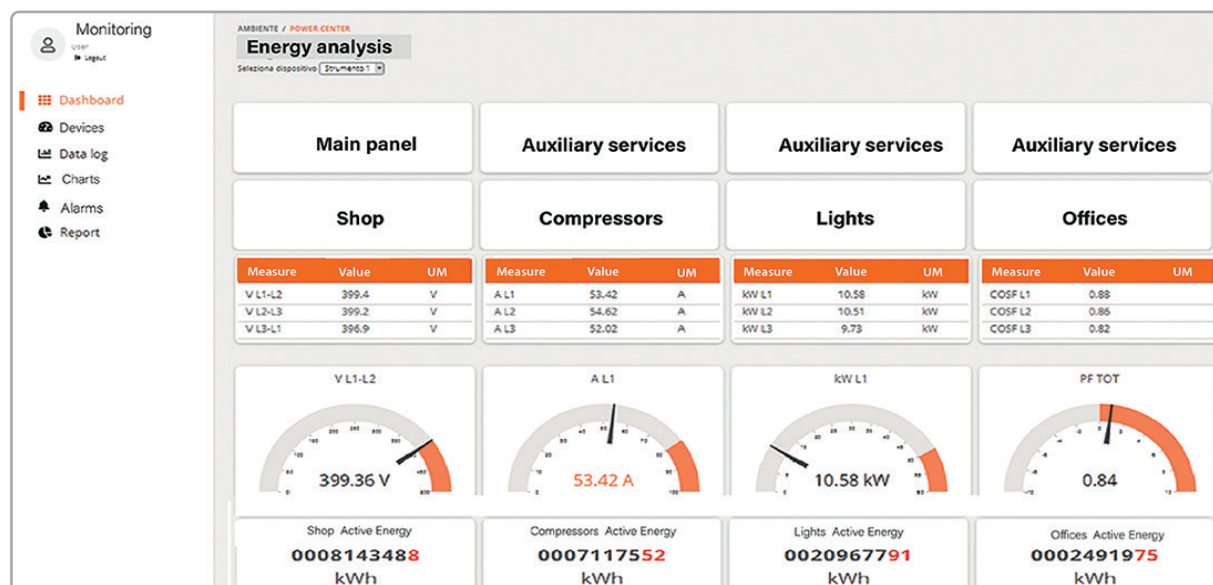 Monitoring
User
Logout
Dashboard
Devices
Data log
Charts
Alarms
Report
AMBIENTE / POWER CENTER
Energy analysis
Seleziona dispositivo Strumento 1
Main panel
Auxiliary services
Auxiliary services
Auxiliary services
Shop
Compressors
Lights
Offices
Measure Value UM
V L1-L2 399.4 V
V L2-L3 399.2 V
V L3-L1 396.9 V
Measure Value UM
A L1 53.42 A
A L2 54.62 A
A L3 52.02 A
Measure Value UM
kW L1 10.58 kW
kW L2 10.51 kW
kW L3 9.73 kW
Measure Value UM
COSF L1 0.88
COSF L2 0.86
COSF L3 0.82
V L1-L2
399.36 V
A L1
53.42 A
kW L1
10.58 kW
PF TOT
0.84
Shop Active Energy
0008143488
kWh
Compressors Active Energy
0007117552
kWh
Lights Active Energy
0020967791
kWh
Offices Active Energy
0002491975
kWh